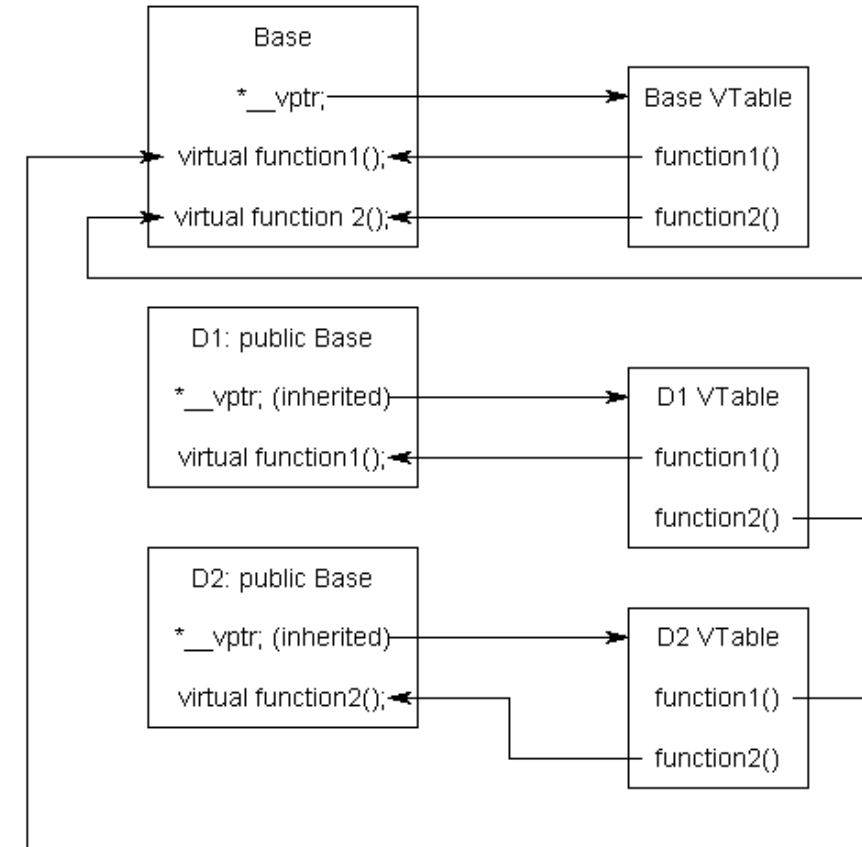 Base
*__vptr;
virtual function1();
virtual function 2();
Base VTable
function1()
function2()
D1: public Base
*__vptr; (inherited)
virtual function1();
D1 VTable
function1()
function2()
D2: public Base
*__vptr; (inherited)
virtual function2();
D2 VTable
function1()
function2()